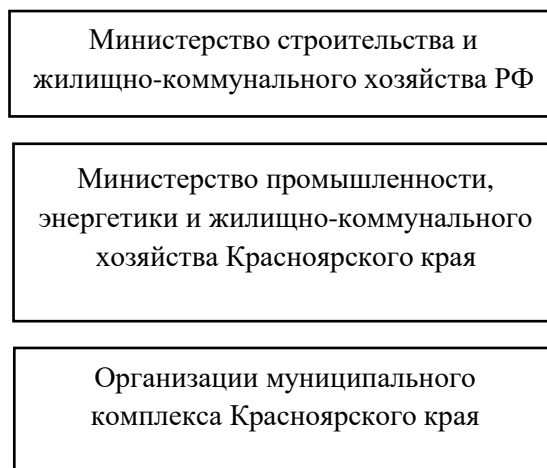 Министерство строительства и
жилищно-коммунального хозяйства РФ
Министерство промышленности,
энергетики и жилищно-коммунального
хозяйства Красноярского края
Организации муниципального
комплекса Красноярского края